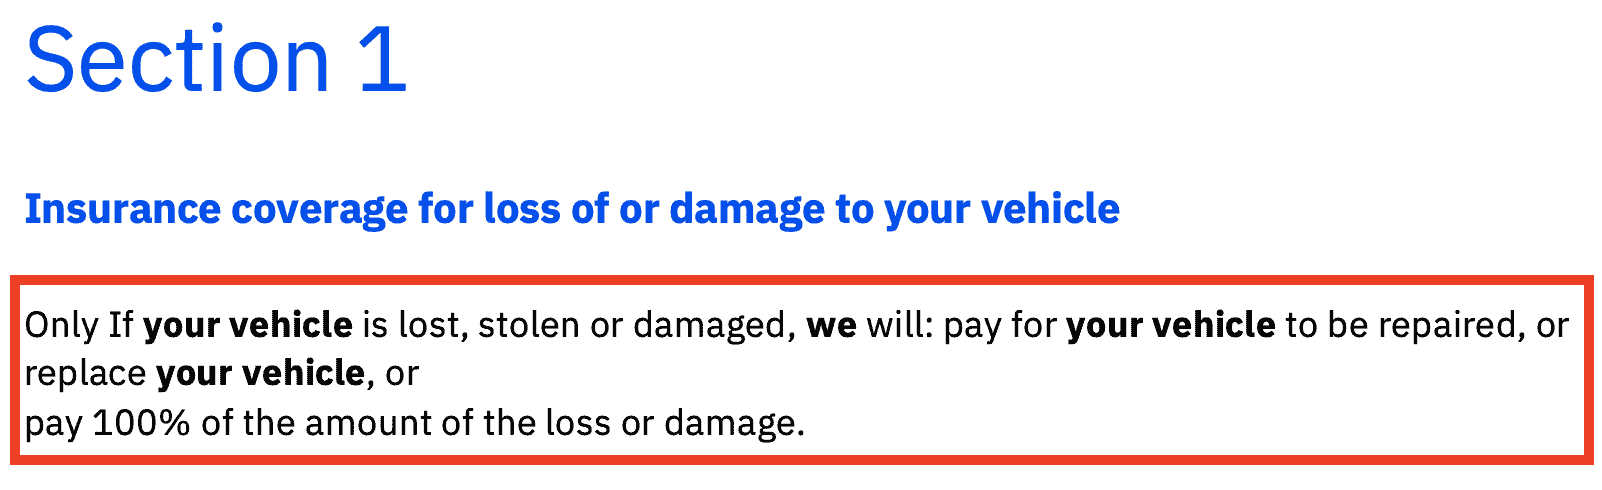 Section 1
Insurance coverage for loss of or damage to your vehicle
Only If your vehicle is lost, stolen or damaged, we will: pay for your vehicle to be repaired, or
replace your vehicle, or
pay 100% of the amount of the loss or damage.